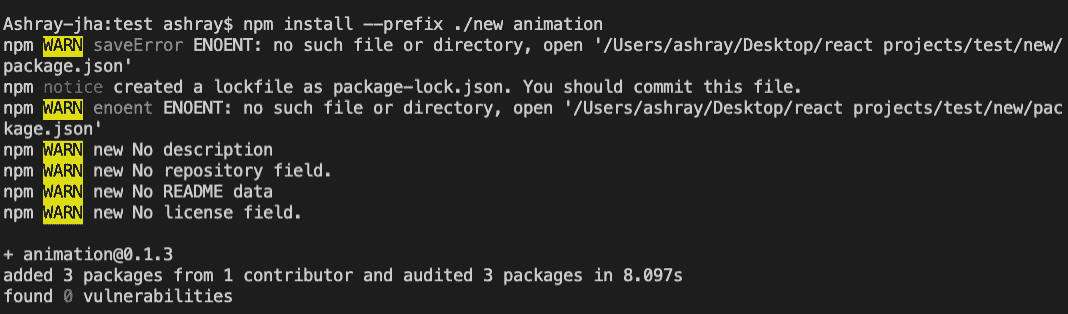 Ashray-jha:test ashray$ npm install --prefix ./new animation
npm WARN saveError ENOENT: no such file or directory, open '/Users/ashray/Desktop/react projects/test/new/
package.json'
npm notice created a lockfile as package-lock.json. You should commit this file.
npm WARN enoent ENOENT: no such file or directory, open '/Users/ashray/Desktop/react projects/test/new/pac
kage.json'
npm WARN new No description
npm WARN new No repository field.
npm WARN new No README data
npm WARN new No license field.
+ animation@0.1.3
added 3 packages from 1 contributor and audited 3 packages in 8.097s
found 0 vulnerabilities